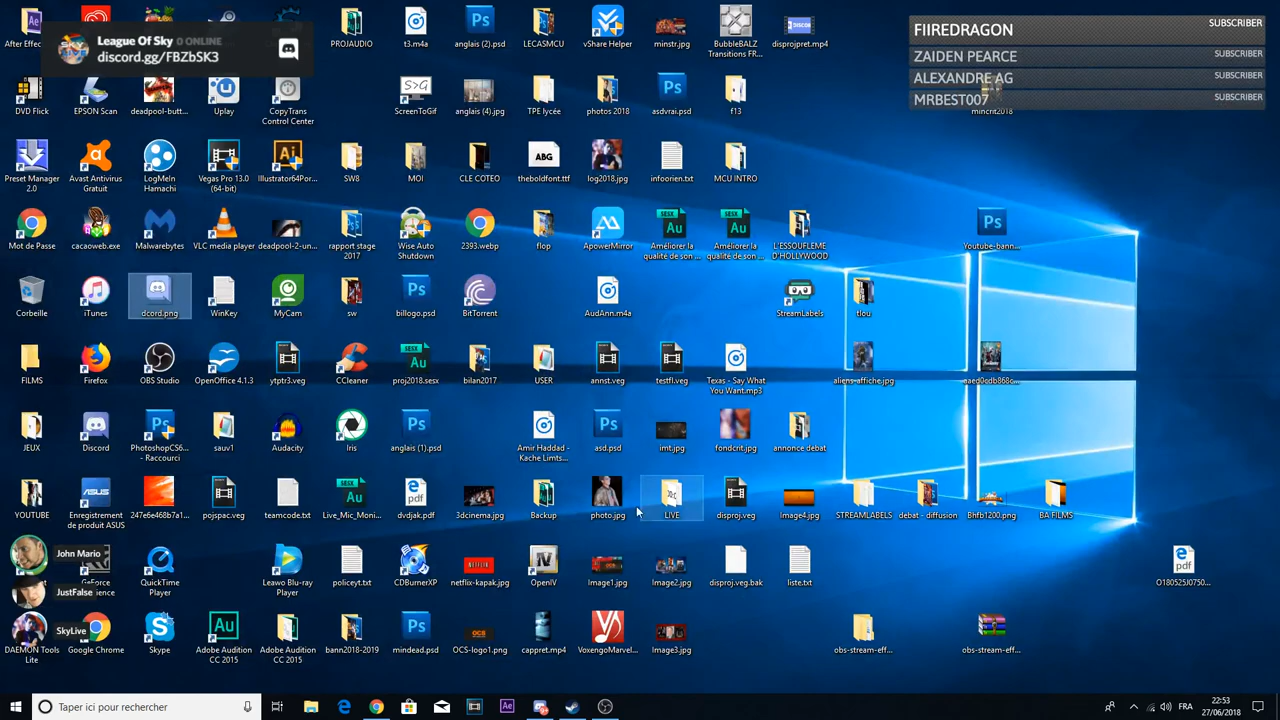 After Effec...
PROJAUDIO
t3.m4a
anglais (2).psd
LECASMCU
vShare Helper
minstr.jpg
BubbleBALZ Transitions FR...
disprojpret.mp4
League Of Sky 0 ONLINE
discord.gg/FBZbSK3
FIIREDRAGON SUBSCRIBER
ZAIDEN PEARCE SUBSCRIBER
ALEXANDRE AG SUBSCRIBER
MRBEST007 SUBSCRIBER
DVD Flick
EPSON Scan
deadpool-butt...
Uplay
CopyTrans Control Center
ScreenToGif
anglais (4).jpg
TPE lycée
photos 2018
asdvrai.psd
f13
mincrit2018
Preset Manager 2.0
Avast Antivirus Gratuit
LogMeIn Hamachi
Vegas Pro 13.0 (64-bit)
Illustrator64Por...
SW8
MOI
CLE COTEO
theboldfont.ttf
log2018.jpg
infoorien.txt
MCU INTRO
Mot de Passe
cacaoweb.exe
Malwarebytes
VLC media player
deadpool-2-un...
rapport stage 2017
Wise Auto Shutdown
2393.webp
flop
ApowerMirror
Améliorer la qualité de son ...
Améliorer la qualité de son ...
L'ESSOUFLEME D'HOLLYWOOD
Youtube-bann...
Corbeille
iTunes
dcord.png
WinKey
MyCam
sw
billogo.psd
BitTorrent
AudAnn.m4a
StreamLabels
tlou
FILMS
Firefox
OBS Studio
OpenOffice 4.1.3
ytptr3.veg
CCleaner
proj2018.sesx
bilan2017
USER
annst.veg
testfl.veg
Texas - Say What You Want.mp3
aliens-affiche.jpg
JEUX
Discord
PhotoshopCS6... - Raccourci
sauv1
Audacity
Iris
anglais (1).psd
Amir Haddad - Kache Limts...
asd.psd
imt.jpg
fondcrit.jpg
annonce debat
YOUTUBE
Enregistrement de produit ASUS
247e6e468b7a1...
pojspac.veg
teamcode.txt
Live_Mic_Moni...
dvdjak.pdf
3dcinema.jpg
Backup
photo.jpg
LIVE
disproj.veg
Image4.jpg
STREAMLABELS
debat - diffusion
Bhfb1200.png
BA FILMS
John Mario
JustFalse
SkyLive
QuickTime Player
Leawo Blu-ray Player
policeyt.txt
CDBurnerXP
netflix-kapak.jpg
OpenIV
Image1.jpg
Image2.jpg
disproj.veg.bak
liste.txt
O180525J0750...
DAEMON Tools Lite
Google Chrome
Skype
Adobe Audition CC 2015
Adobe Audition CC 2015
bann2018-2019
mindead.psd
OCS-logo1.png
cappret.mp4
VoxengoMarvel...
Image3.jpg
obs-stream-eff...
obs-stream-eff...
Taper ici pour rechercher
FRA
22:53
27/06/2018